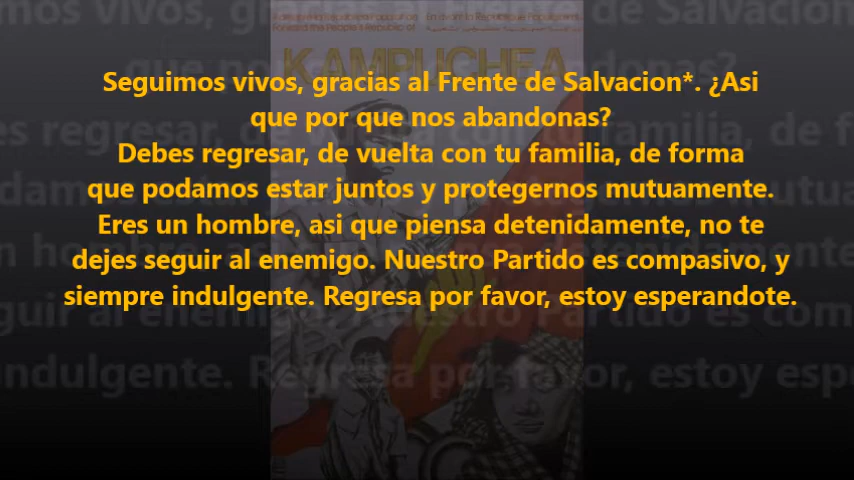 KAMPUCHEA
Seguimos vivos, gracias al Frente de Salvacion*. ¿Asi
que por que nos abandonas?
Debes regresar, de vuelta con tu familia, de forma
que podamos estar juntos y protegernos mutuamente.
Eres un hombre, asi que piensa detenidamente, no te
dejes seguir al enemigo. Nuestro Partido es compasivo, y
siempre indulgente. Regresa por favor, estoy esperandote.